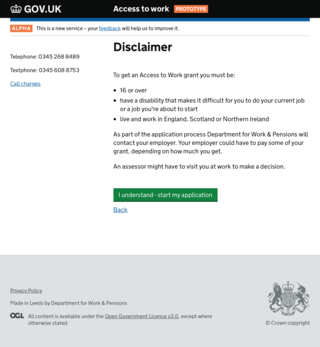 GOV.UK
Access to work PROTOTYPE
ALPHA This is a new service – your feedback will help us to improve it.
Telephone: 0345 268 8489
Textphone: 0345 608 8753
Call charges
Disclaimer
To get an Access to Work grant you must be:
• 16 or over
• have a disability that makes it difficult for you to do your current job
or a job you're about to start
• live and work in England, Scotland or Northern Ireland
As part of the application process Department for Work & Pensions will
contact your employer. Your employer could have to pay some of your
grant, depending on how much you get.
An assessor might have to visit you at work to make a decision.
I understand - start my application
Back
Privacy Policy
Made in Leeds by Department for Work & Pensions
OGL All content is available under the Open Government Licence v3.0, except where
otherwise stated
© Crown copyright